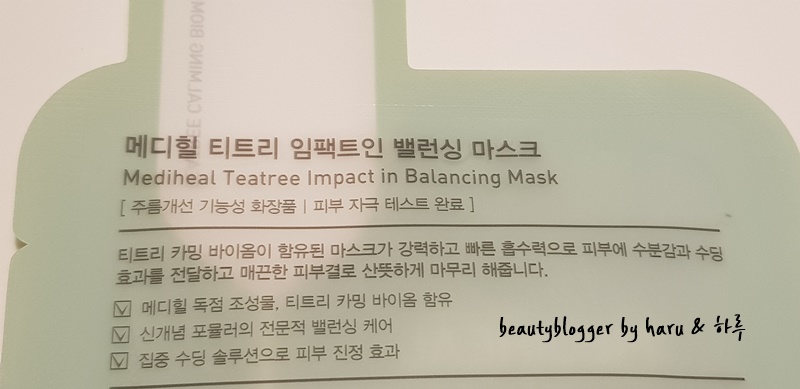 EE CALMING BIOM
메디힐 티트리 임팩트인 밸런싱 마스크
Mediheal Teatree Impact in Balancing Mask
[ 주름개선 기능성 화장품 | 피부 자극 테스트 완료 ]
티트리 카밍 바이옴이 함유된 마스크가 강력하고 빠른 흡수력으로 피부에 수분감과 수딩
효과를 전달하고 매끈한 피부결로 산뜻하게 마무리 해줍니다.
메디힐 독점 조성물, 티트리 카밍 바이옴 함유
신개념 포뮬러의 전문적 밸런싱 케어
집중 수딩 솔루션으로 피부 진정 효과
beautyblogger by haru & 하루